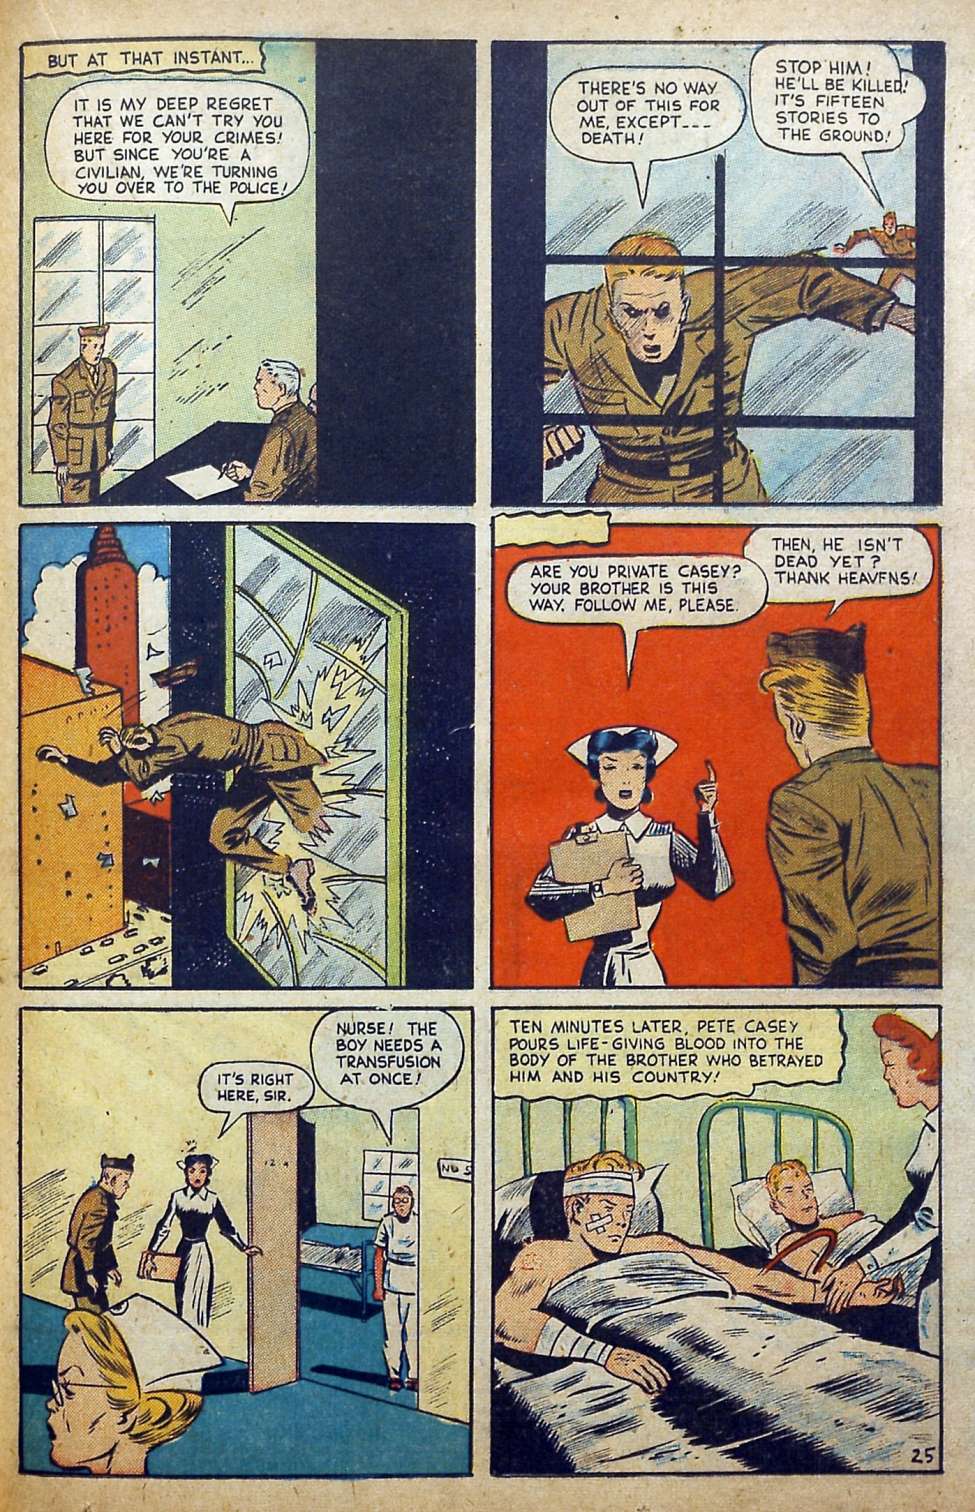 BUT AT THAT INSTANT...
IT IS MY DEEP REGRET
THAT WE CAN'T TRY YOU
HERE FOR YOUR CRIMES!
BUT SINCE YOU'RE A
CIVILIAN, WE'RE TURNING
YOU OVER TO THE POLICE!
THERE'S NO WAY
OUT OF THIS FOR
ME, EXCEPT---
DEATH!
STOP HIM!
HE'LL BE KILLED!
IT'S FIFTEEN
STORIES TO
THE GROUND!
ARE YOU PRIVATE CASEY?
YOUR BROTHER IS THIS
WAY. FOLLOW ME, PLEASE.
THEN, HE ISN'T
DEAD YET?
THANK HEAVENS!
IT'S RIGHT
HERE, SIR.
NURSE! THE
BOY NEEDS A
TRANSFUSION
AT ONCE!
NO S
TEN MINUTES LATER, PETE CASEY
POURS LIFE-GIVING BLOOD INTO THE
BODY OF THE BROTHER WHO BETRAYED
HIM AND HIS COUNTRY!
25